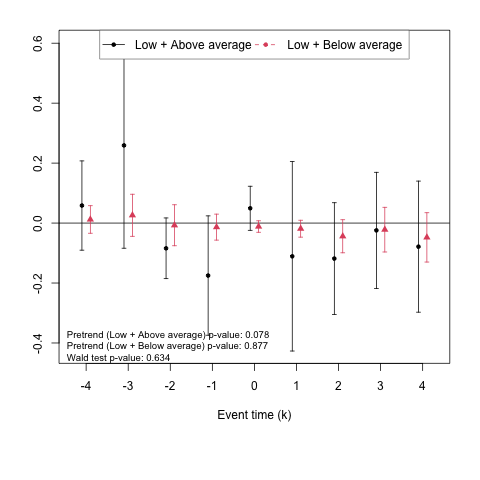 Low + Above average Low + Below average
0.6
0.4
0.2
0.0
-0.2
-0.4
Pretrend (Low + Above average) p-value: 0.078
Pretrend (Low + Below average) p-value: 0.877
Wald test p-value: 0.634
-4 -3 -2 -1 0 1 2 3 4
Event time (k)